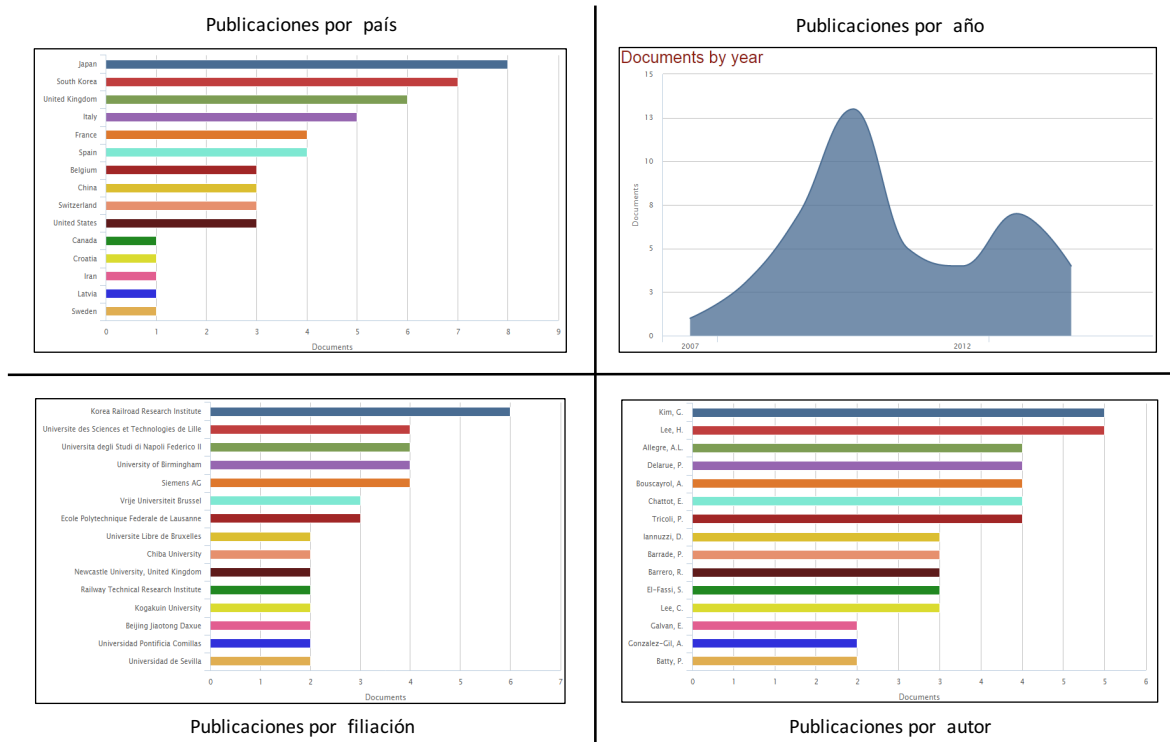 Publicaciones por país
Japan
South Korea
United Kingdom
Italy
France
Spain
Belgium
China
Switzerland
United States
Canada
Croatia
Iran
Latvia
Sweden
0 1 2 3 4 5 6 7 8 9
Documents
Publicaciones por año
Documents by year
15
13
10
8
5
3
0
Documents
2007 2012
Korea Railroad Research Institute
Universite des Sciences et Technologies de Lille
Universita degli Studi di Napoli Federico II
University of Birmingham
Siemens AG
Vrije Universiteit Brussel
Ecole Polytechnique Federale de Lausanne
Universite Libre de Bruxelles
Chiba University
Newcastle University, United Kingdom
Railway Technical Research Institute
Kogakuin University
Beijing Jiaotong Daxue
Universidad Pontificia Comillas
Universidad de Sevilla
0 1 2 3 4 5 6 7
Documents
Publicaciones por filiación
Kim, G.
Lee, H.
Allegre, A.L.
Delarue, P.
Bouscayrol, A.
Chattot, E.
Tricoli, P.
Iannuzzi, D.
Barrade, P.
Barrero, R.
El-Fassi, S.
Lee, C.
Galvan, E.
Gonzalez-Gil, A.
Batty, P.
0 1 1 2 2 3 3 4 4 5 5 6
Documents
Publicaciones por autor